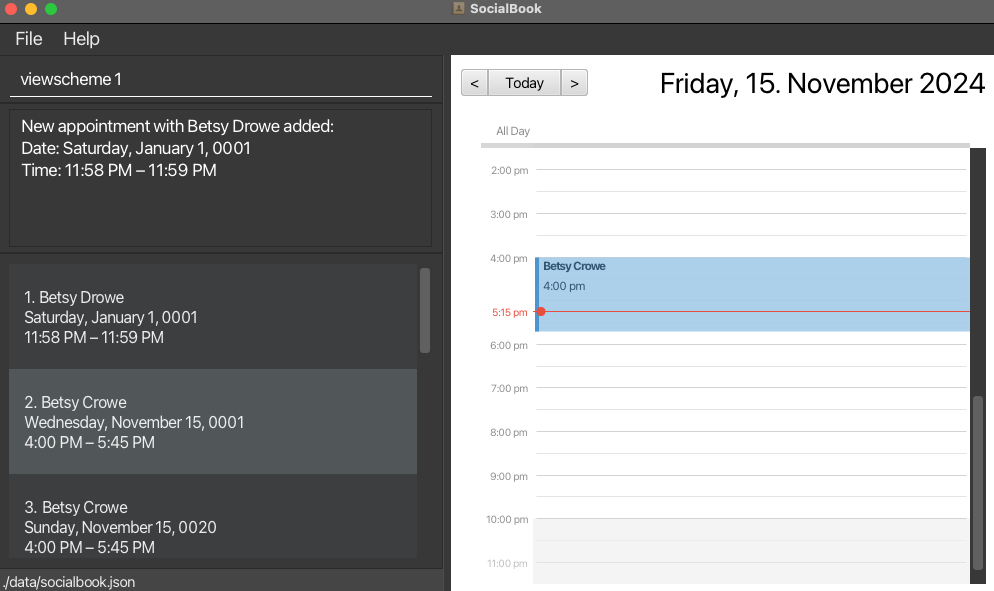 SocialBook
File Help
viewscheme 1
New appointment with Betsy Drowe added:
Date: Saturday, January 1, 0001
Time: 11:58 PM – 11:59 PM
1. Betsy Drowe
Saturday, January 1, 0001
11:58 PM – 11:59 PM
2. Betsy Crowe
Wednesday, November 15, 0001
4:00 PM – 5:45 PM
3. Betsy Crowe
Sunday, November 15, 0020
4:00 PM – 5:45 PM
./data/socialbook.json
< Today >
Friday, 15. November 2024
All Day
2:00 pm
3:00 pm
4:00 pm
Betsy Crowe
4:00 pm
5:15 pm
6:00 pm
7:00 pm
8:00 pm
9:00 pm
10:00 pm
11:00 pm